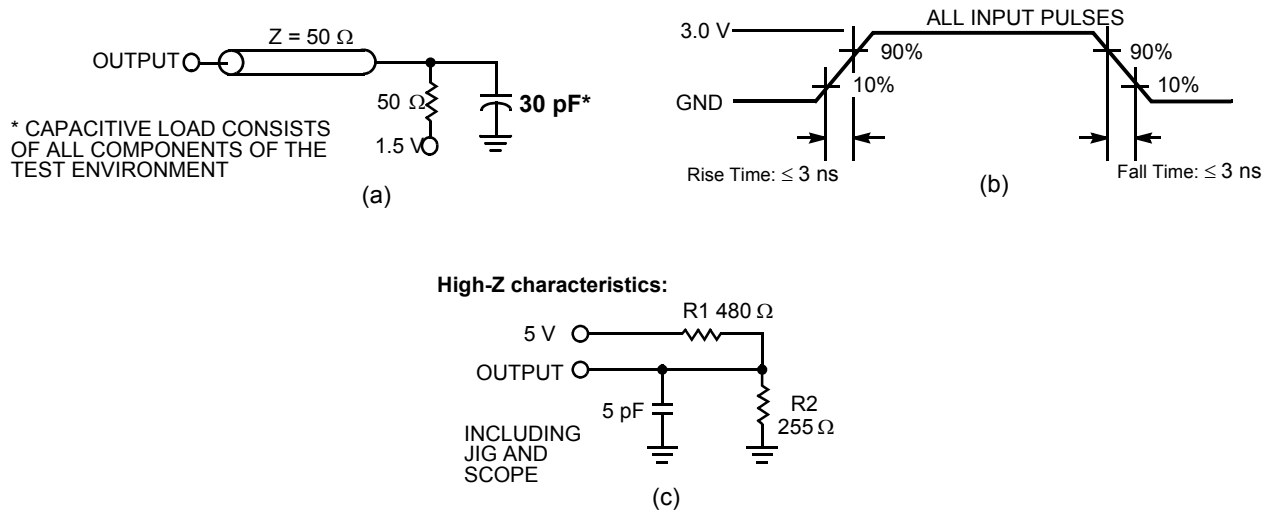 Z = 50 Ω
OUTPUT
50 Ω
30 pF*
1.5 V
* CAPACITIVE LOAD CONSISTS
OF ALL COMPONENTS OF THE
TEST ENVIRONMENT
(a)
ALL INPUT PULSES
3.0 V
90%
10%
GND
90%
10%
Rise Time: ≤ 3 ns
Fall Time: ≤ 3 ns
(b)
High-Z characteristics:
R1 480 Ω
5 V
OUTPUT
5 pF
R2
255 Ω
INCLUDING
JIG AND
SCOPE
(c)